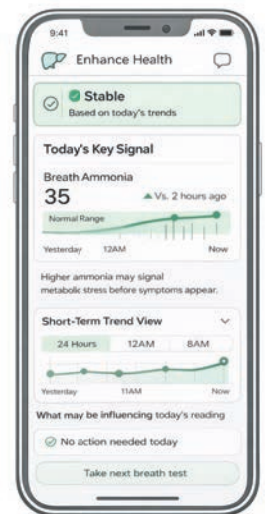 9:41
Enhance Health
Stable
Based on today's trends
Today's Key Signal
Breath Ammonia
35
▲ Vs. 2 hours ago
Normal Range
Yesterday 12AM Now
Higher ammonia may signal
metabolic stress before symptoms appear.
Short-Term Trend View
24 Hours 12AM 8AM
Yesterday 11AM Now
What may be influencing today's reading
No action needed today
Take next breath test